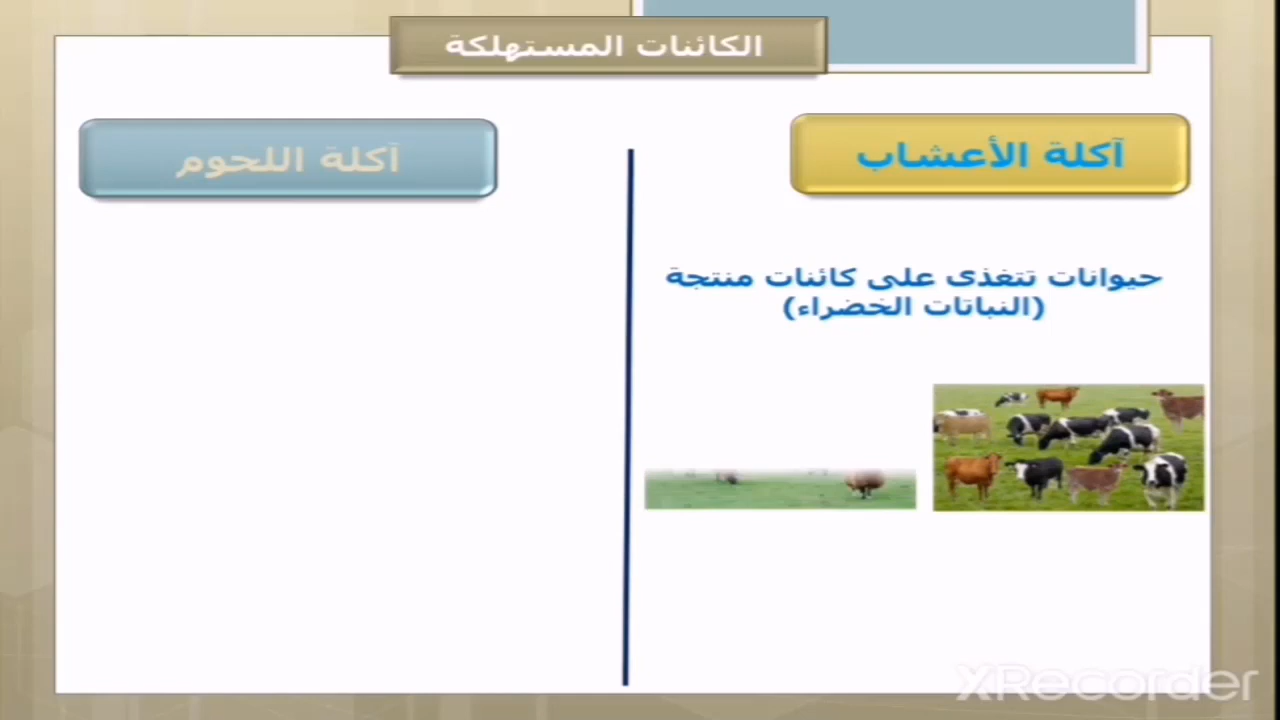 الكائنات المستهلكة
آكلة الأعشاب
آكلة اللحوم
حيوانات تتغذى على كائنات منتجة
(النباتات الخضراء)
XRecorder